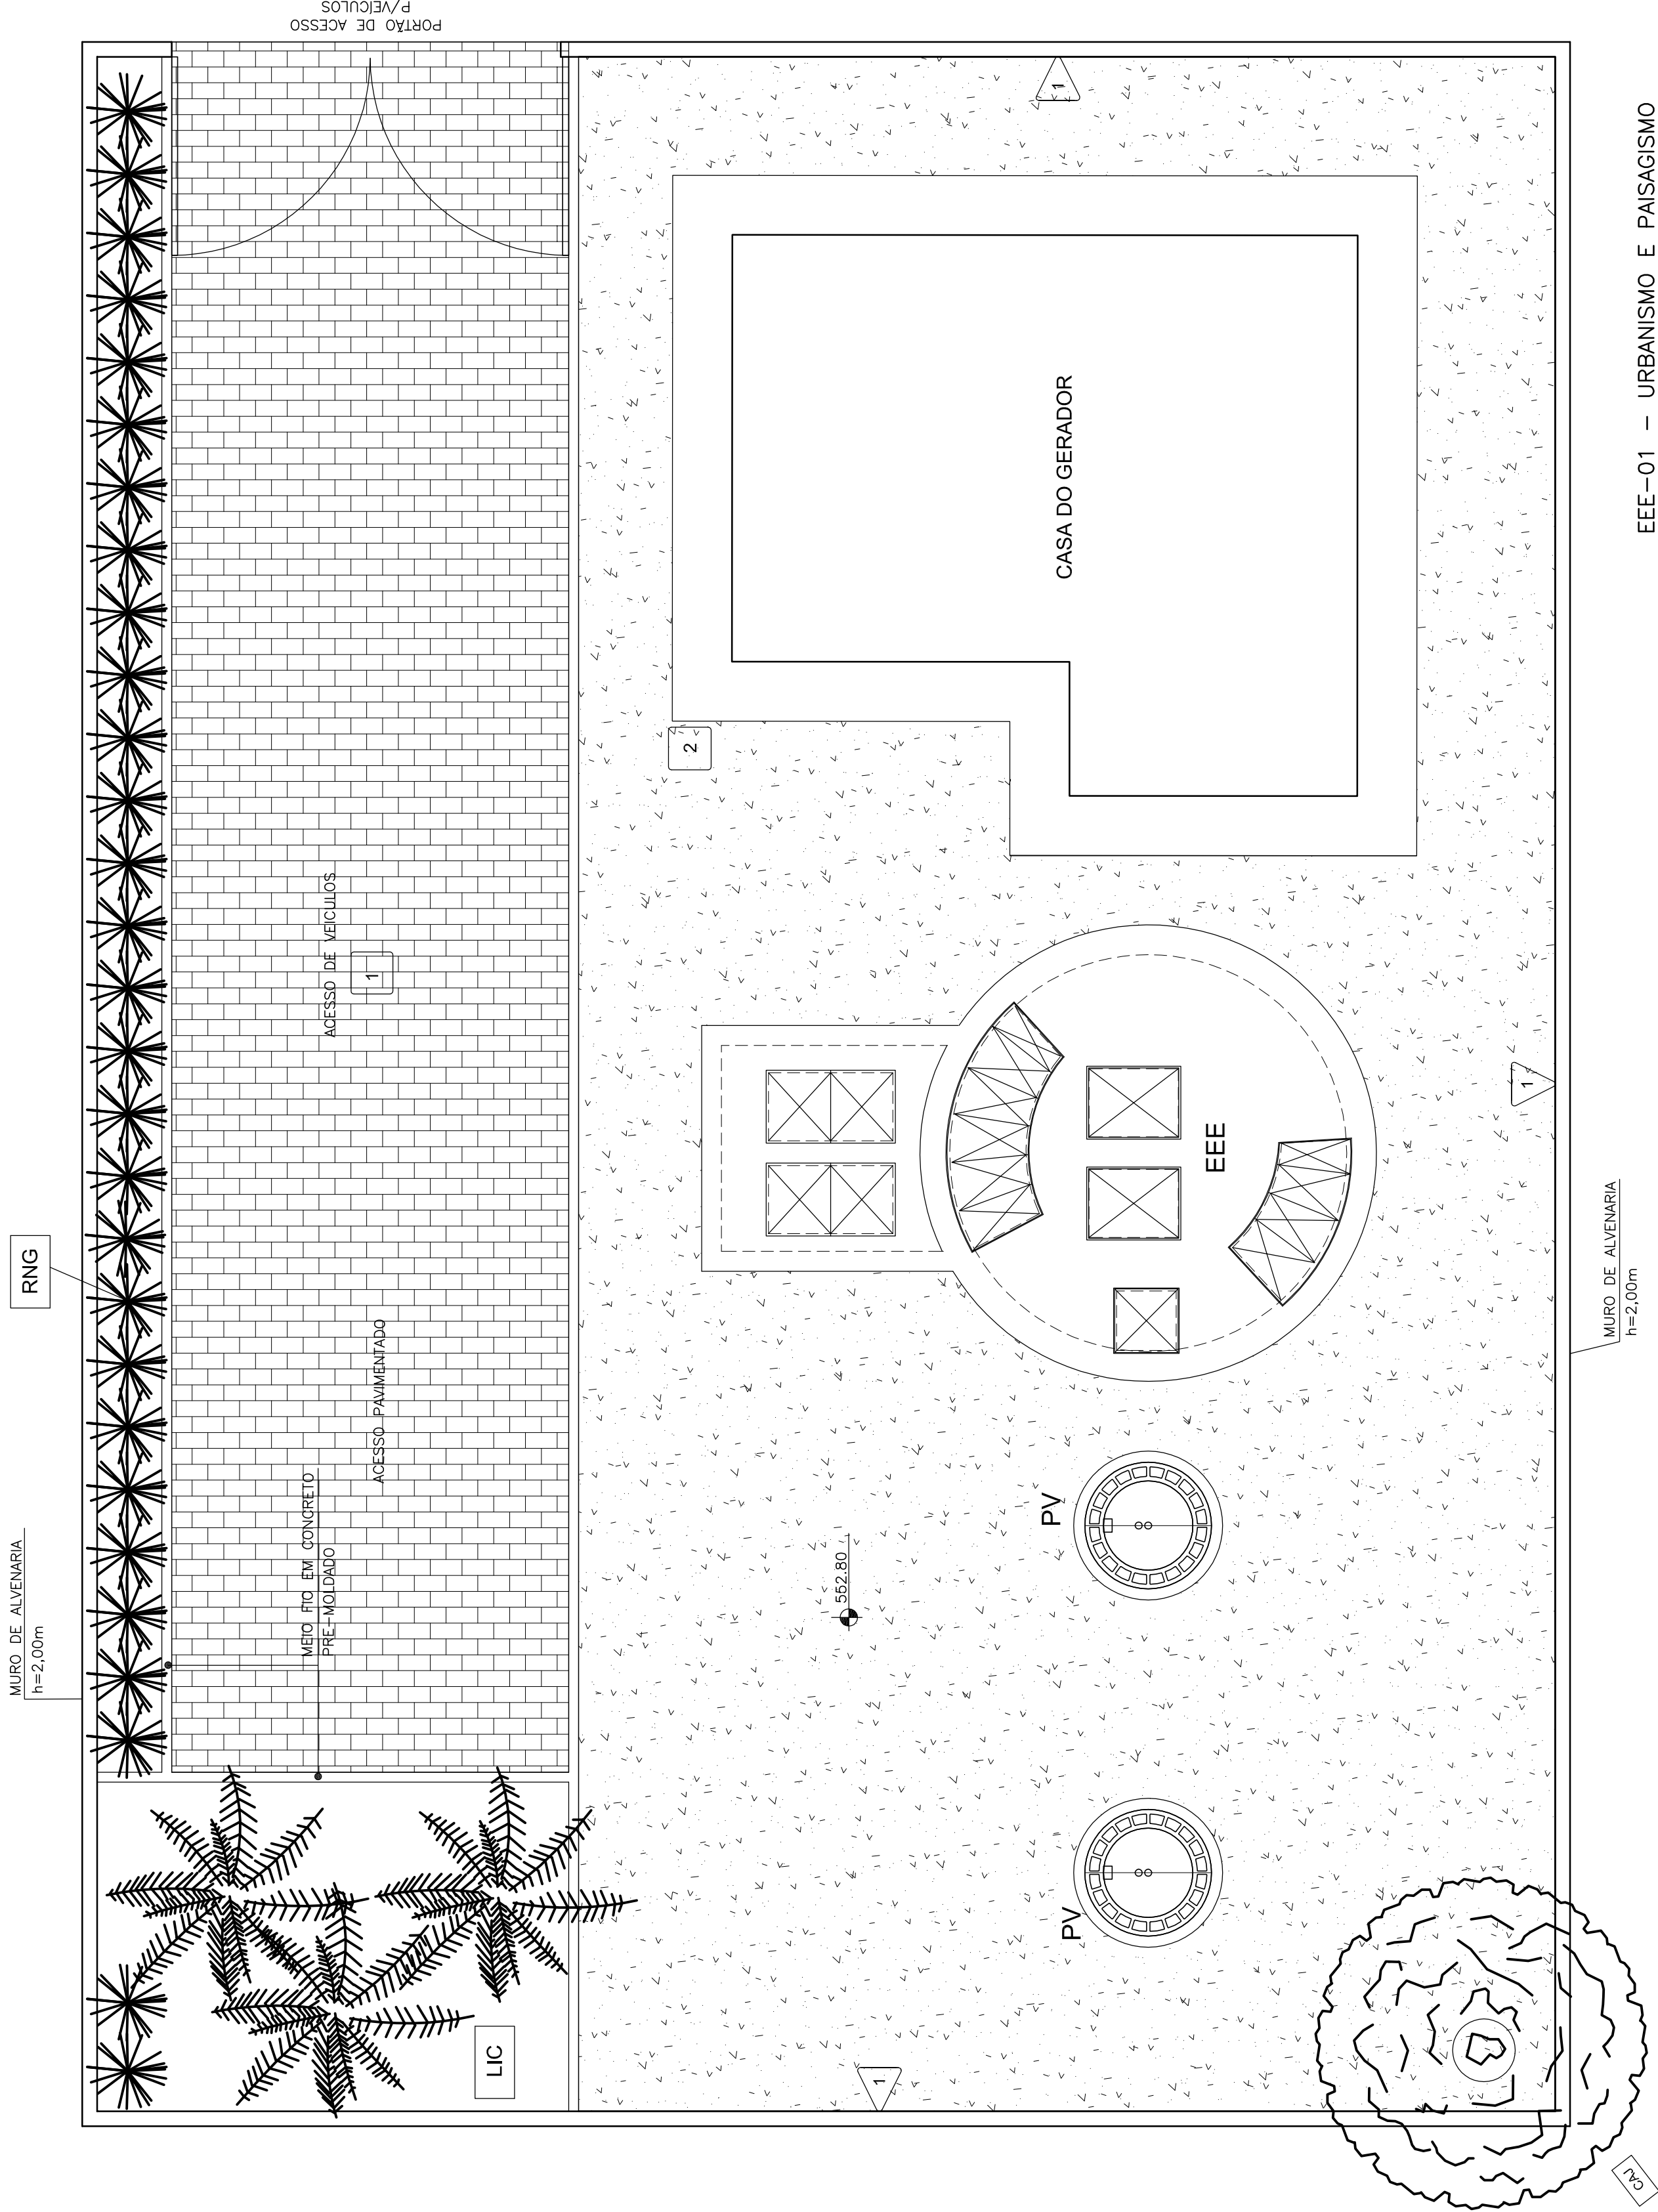 PORTÃO DE ACESSO
P/VEÍCULOS
1
EEE-01 - URBANISMO E PAISAGISMO
CASA DO GERADOR
2
ACESSO DE VEICULOS
1
EEE
1
RNG
ACESSO PAVIMENTADO
MURO DE ALVENARIA
h=2,00m
MEIO FIO EM CONCRETO
PRE-MOLDADO
PV
552.80
MURO DE ALVENARIA
h=2,00m
PV
LIC
1
CAJ